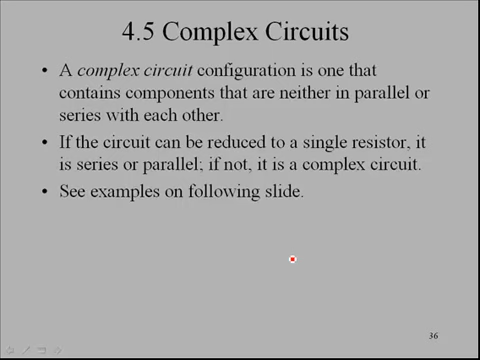 4.5 Complex Circuits
• A complex circuit configuration is one that
contains components that are neither in parallel or
series with each other.
• If the circuit can be reduced to a single resistor, it
is series or parallel; if not, it is a complex circuit.
• See examples on following slide.
36